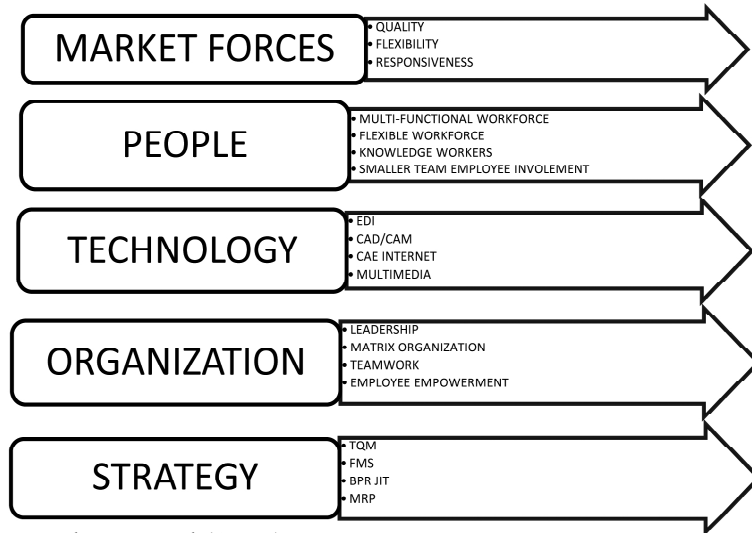 MARKET FORCES
• QUALITY
• FLEXIBILITY
• RESPONSIVENESS
PEOPLE
• MULTI-FUNCTIONAL WORKFORCE
• FLEXIBLE WORKFORCE
• KNOWLEDGE WORKERS
• SMALLER TEAM EMPLOYEE INVOLEMENT
TECHNOLOGY
• EDI
• CAD/CAM
• CAE INTERNET
• MULTIMEDIA
ORGANIZATION
• LEADERSHIP
• MATRIX ORGANIZATION
• TEAMWORK
• EMPLOYEE EMPOWERMENT
STRATEGY
• TQM
• FMS
• BPR JIT
• MRP